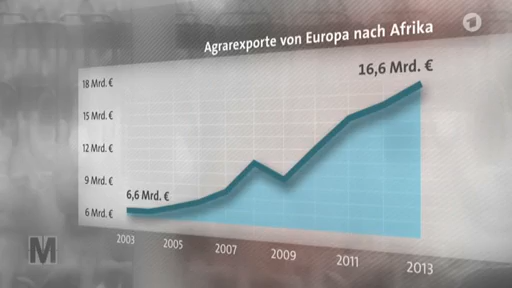 Agrarexporte von Europa nach Afrika
16,6 Mrd. €
18 Mrd. €
15 Mrd. €
12 Mrd. €
9 Mrd. €
6,6 Mrd. €
6 Mrd. €
2003
2005
2007
2009
2011
2013
M
1